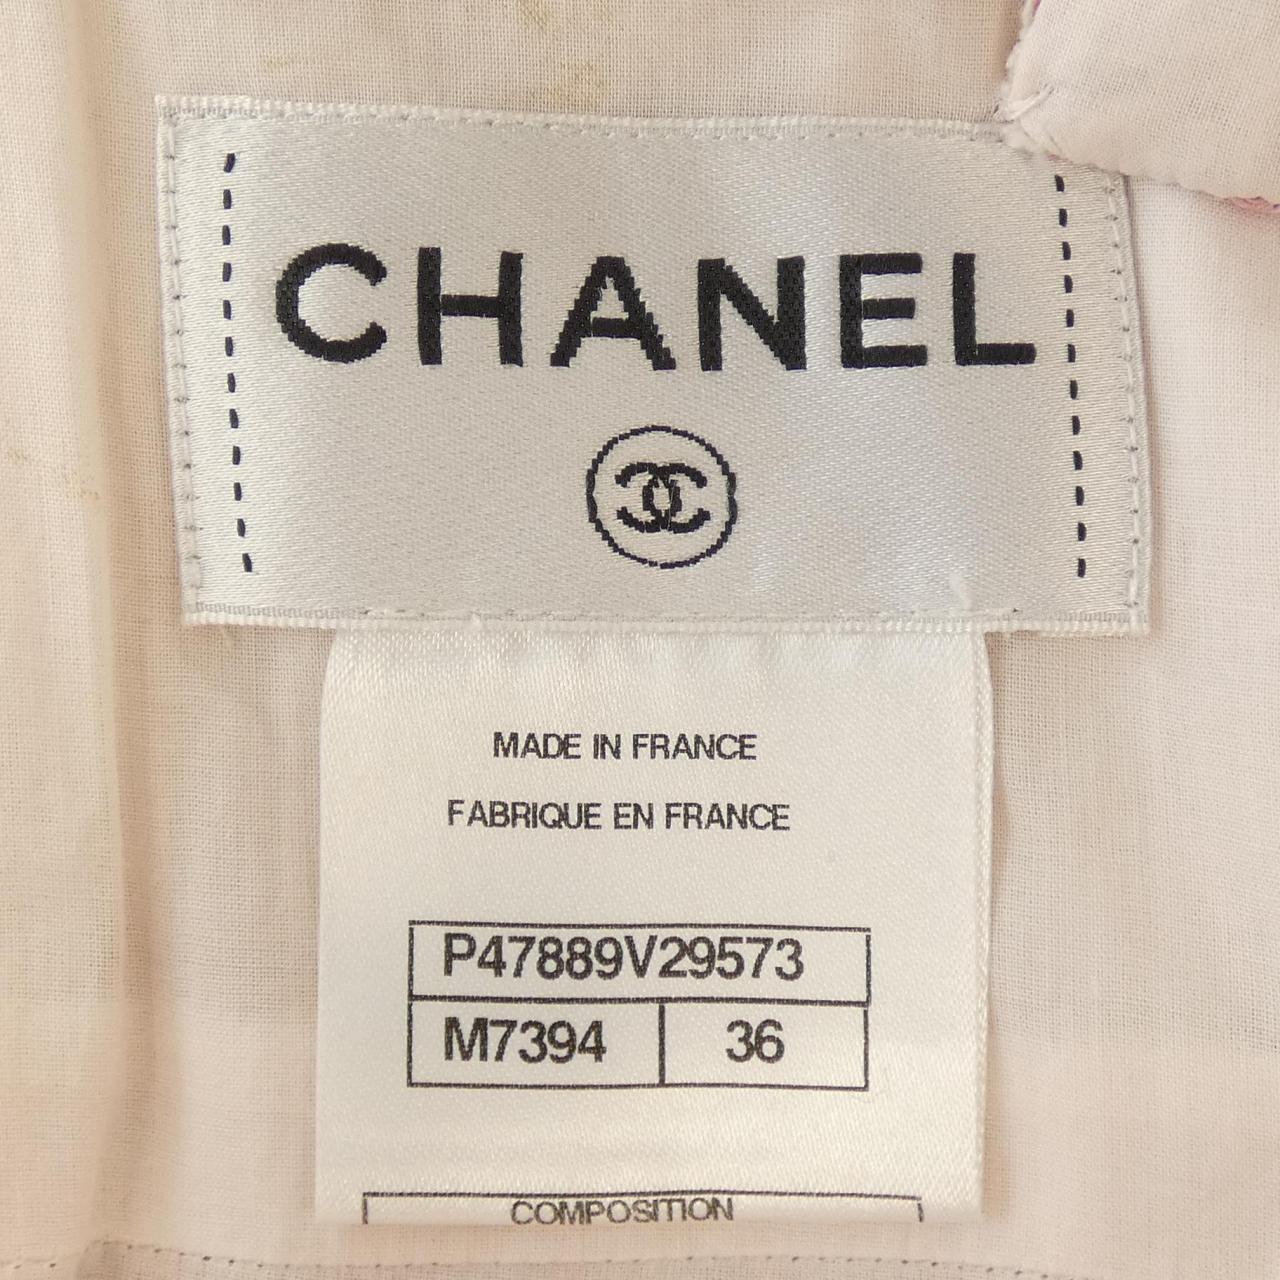 CHANEL
MADE IN FRANCE
FABRIQUE EN FRANCE
P47889V29573
M7394 36
COMPOSITION